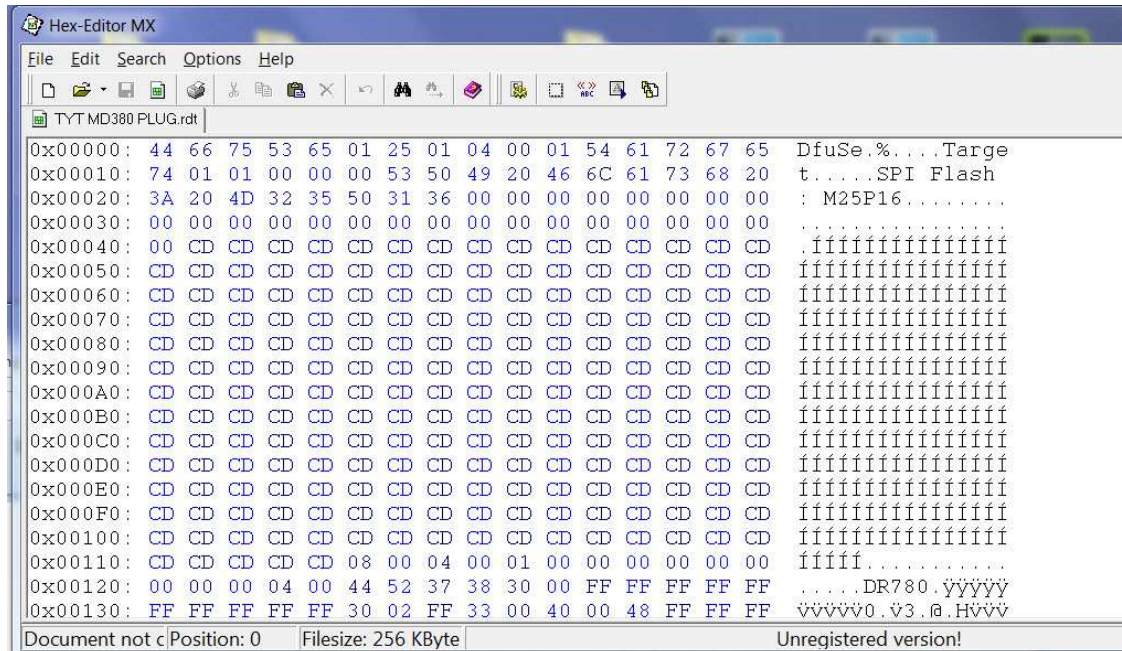 Hex-Editor MX
File Edit Search Options Help
TYT MD380 PLUG.rdt
0x00000: 44 66 75 53 65 01 25 01 04 00 01 54 61 72 67 65 DfuSe.%....Targe
0x00010: 74 01 01 00 00 00 53 50 49 20 46 6C 61 73 68 20 t.....SPI Flash
0x00020: 3A 20 4D 32 35 50 31 36 00 00 00 00 00 00 00 00 : M25P16........
0x00030: 00 00 00 00 00 00 00 00 00 00 00 00 00 00 00 00 ................
0x00040: 00 CD CD CD CD CD CD CD CD CD CD CD CD CD CD CD .ÍÍÍÍÍÍÍÍÍÍÍÍÍÍÍ
0x00050: CD CD CD CD CD CD CD CD CD CD CD CD CD CD CD CD ÍÍÍÍÍÍÍÍÍÍÍÍÍÍÍÍ
0x00060: CD CD CD CD CD CD CD CD CD CD CD CD CD CD CD CD ÍÍÍÍÍÍÍÍÍÍÍÍÍÍÍÍ
0x00070: CD CD CD CD CD CD CD CD CD CD CD CD CD CD CD CD ÍÍÍÍÍÍÍÍÍÍÍÍÍÍÍÍ
0x00080: CD CD CD CD CD CD CD CD CD CD CD CD CD CD CD CD ÍÍÍÍÍÍÍÍÍÍÍÍÍÍÍÍ
0x00090: CD CD CD CD CD CD CD CD CD CD CD CD CD CD CD CD ÍÍÍÍÍÍÍÍÍÍÍÍÍÍÍÍ
0x000A0: CD CD CD CD CD CD CD CD CD CD CD CD CD CD CD CD ÍÍÍÍÍÍÍÍÍÍÍÍÍÍÍÍ
0x000B0: CD CD CD CD CD CD CD CD CD CD CD CD CD CD CD CD ÍÍÍÍÍÍÍÍÍÍÍÍÍÍÍÍ
0x000C0: CD CD CD CD CD CD CD CD CD CD CD CD CD CD CD CD ÍÍÍÍÍÍÍÍÍÍÍÍÍÍÍÍ
0x000D0: CD CD CD CD CD CD CD CD CD CD CD CD CD CD CD CD ÍÍÍÍÍÍÍÍÍÍÍÍÍÍÍÍ
0x000E0: CD CD CD CD CD CD CD CD CD CD CD CD CD CD CD CD ÍÍÍÍÍÍÍÍÍÍÍÍÍÍÍÍ
0x000F0: CD CD CD CD CD CD CD CD CD CD CD CD CD CD CD CD ÍÍÍÍÍÍÍÍÍÍÍÍÍÍÍÍ
0x00100: CD CD CD CD CD CD CD CD CD CD CD CD CD CD CD CD ÍÍÍÍÍÍÍÍÍÍÍÍÍÍÍÍ
0x00110: CD CD CD CD CD 08 00 04 00 01 00 00 00 00 00 00 ÍÍÍÍÍ...........
0x00120: 00 00 00 04 00 44 52 37 38 30 00 FF FF FF FF FF .....DR780.ÿÿÿÿÿ
0x00130: FF FF FF FF FF 30 02 FF 33 00 40 00 48 FF FF FF ÿÿÿÿÿ0.ÿ3.@.Hÿÿÿ
Document not c Position: 0 Filesize: 256 KByte Unregistered version!